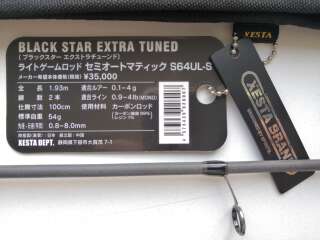 BLACK STAR EXTRA TUNED
(ブラックスター エクストラチューンド)
ライトゲームロッド セミオートマティック S64UL-S
メーカー希望本体価格(税抜) ¥35,000
全長 1.93m 適合ルアー 0.1-4g
継数 2本 適合ライン 0.9-4lb(MONO)
仕舞寸法 100cm 使用材料 カーボンロッド
標準自重 54g
先径-元径 0.8-8.0mm
XESTA DEPT.
XESTA
XESTA BRAND